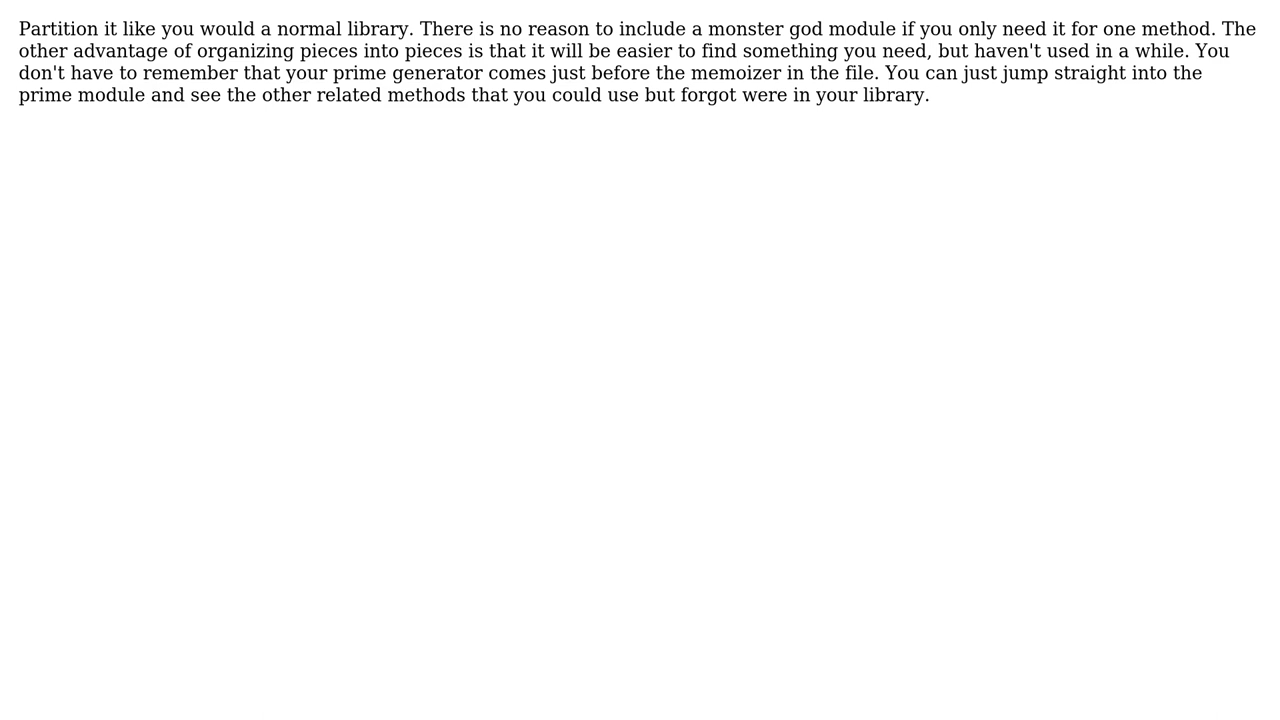 Partition it like you would a normal library. There is no reason to include a monster god module if you only need it for one method. The
other advantage of organizing pieces into pieces is that it will be easier to find something you need, but haven't used in a while. You
don't have to remember that your prime generator comes just before the memoizer in the file. You can just jump straight into the
prime module and see the other related methods that you could use but forgot were in your library.